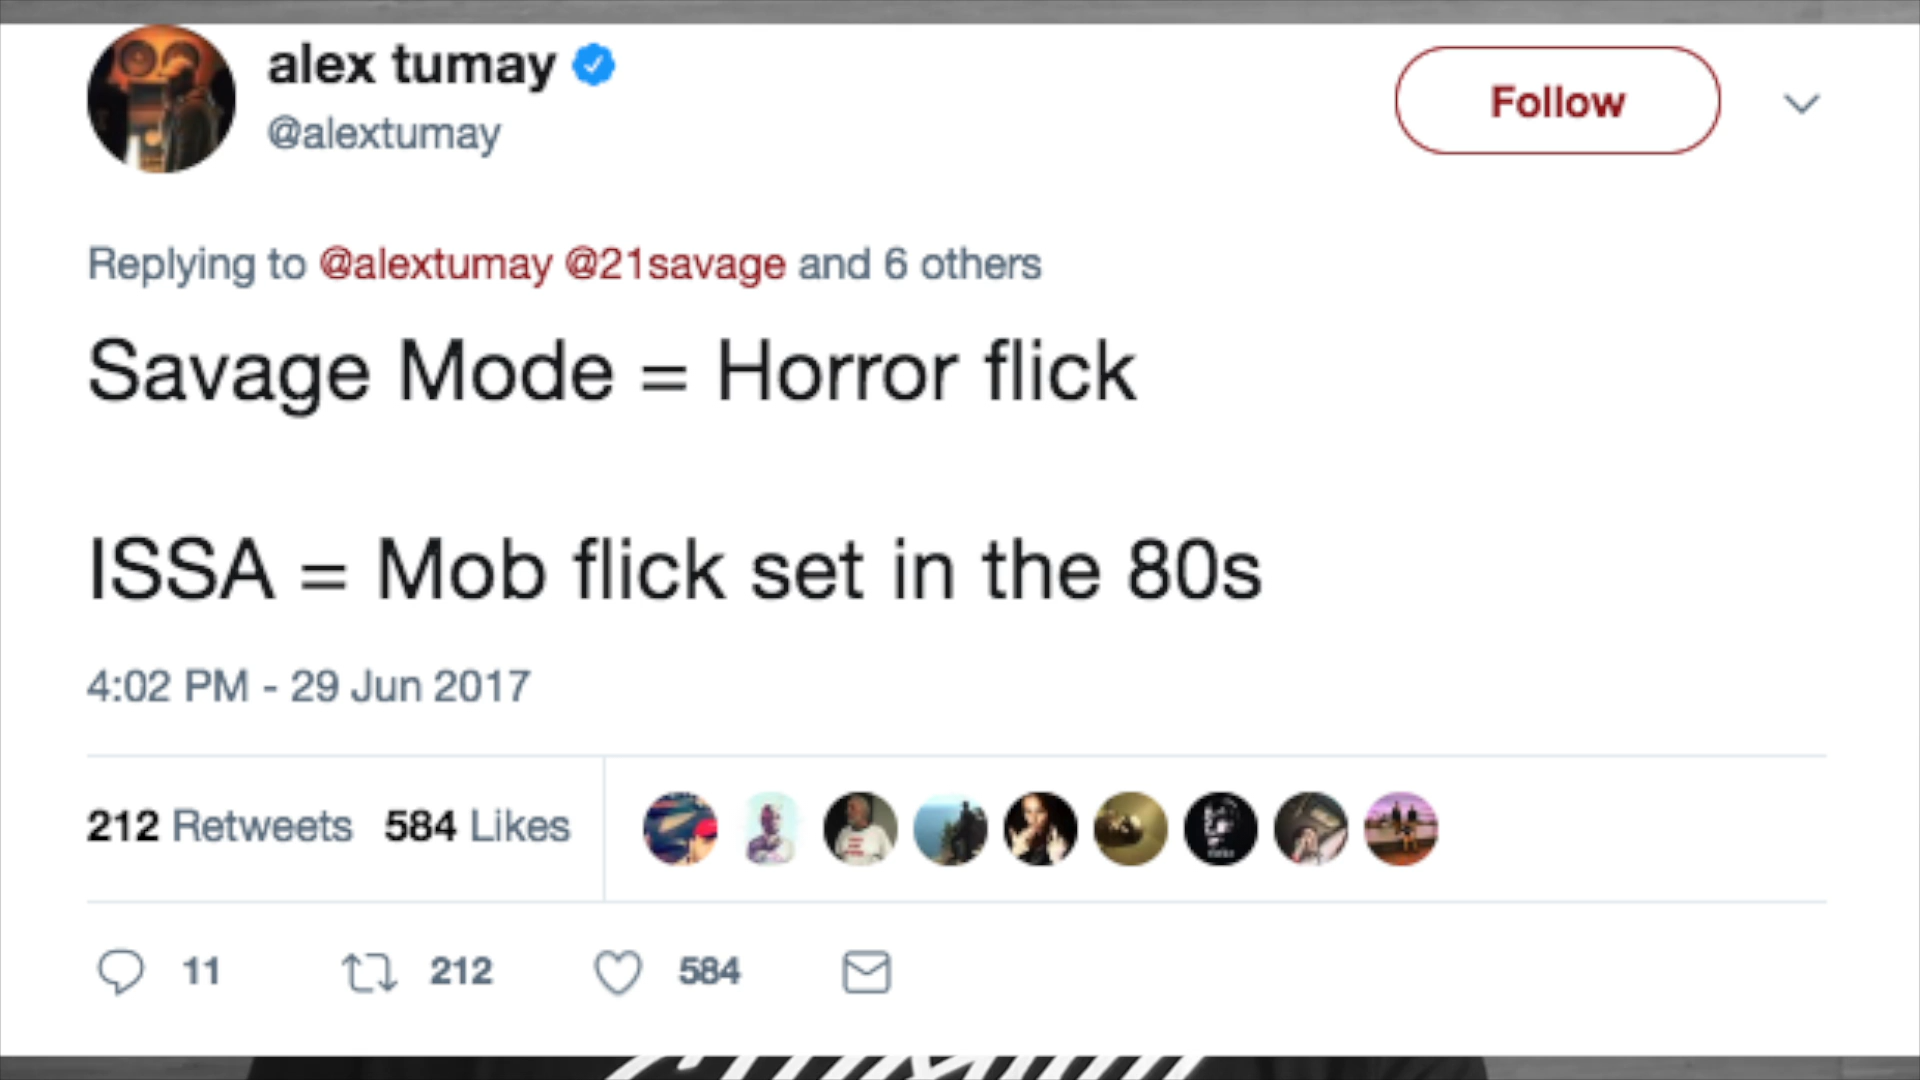 alex tumay
@alextumay
Follow
Replying to @alextumay @21savage and 6 others
Savage Mode = Horror flick
ISSA = Mob flick set in the 80s
4:02 PM - 29 Jun 2017
212 Retweets 584 Likes
11 212 584